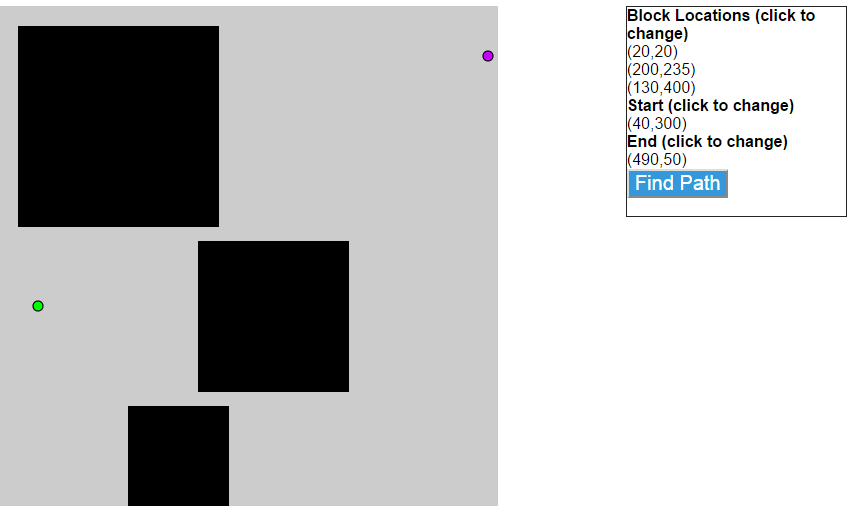 Block Locations (click to
change)
(20,20)
(200,235)
(130,400)
Start (click to change)
(40,300)
End (click to change)
(490,50)
Find Path